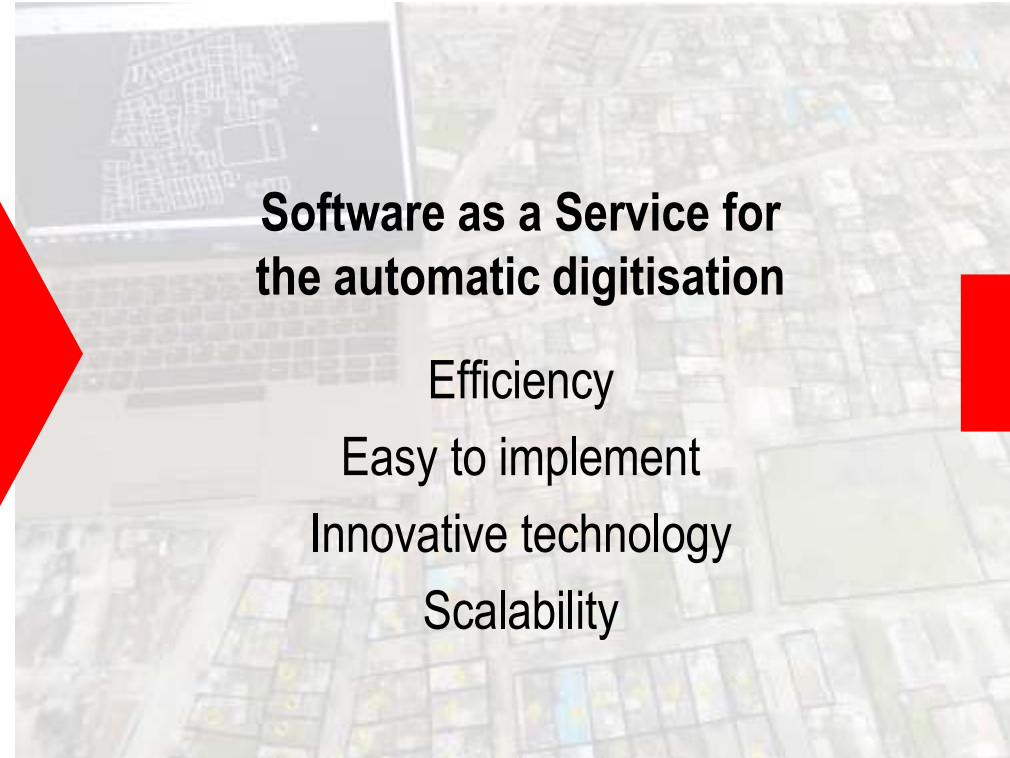 Software as a Service for
the automatic digitisation
Efficiency
Easy to implement
Innovative technology
Scalability